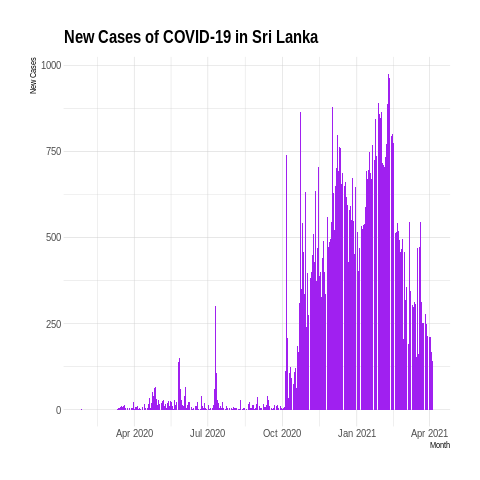 New Cases of COVID-19 in Sri Lanka
New Cases
1000
750
500
250
0
Apr 2020 Jul 2020 Oct 2020 Jan 2021 Apr 2021
Month